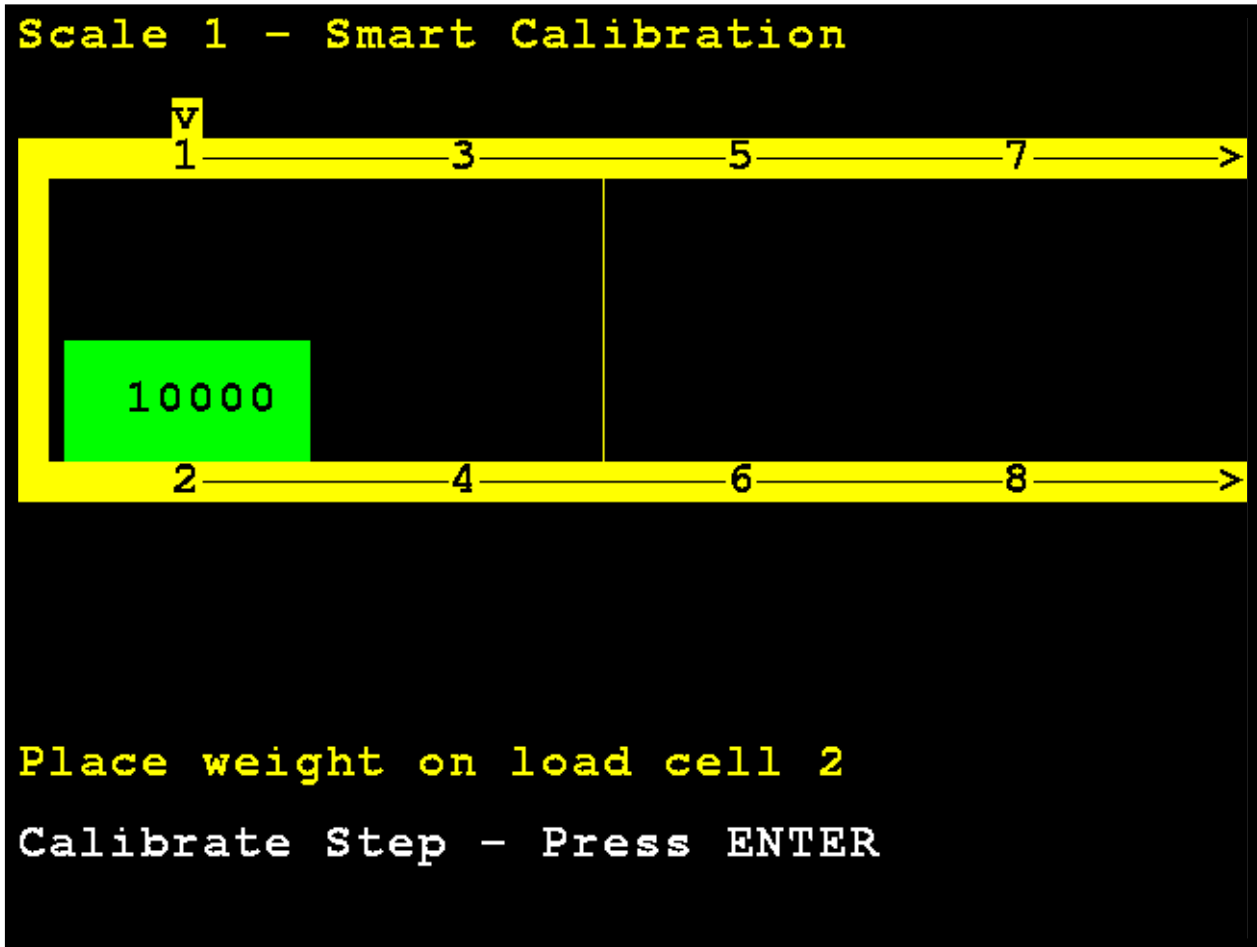 Scale 1 - Smart Calibration
v
1 3 5 7 >
10000
2 4 6 8 >
Place weight on load cell 2
Calibrate Step - Press ENTER